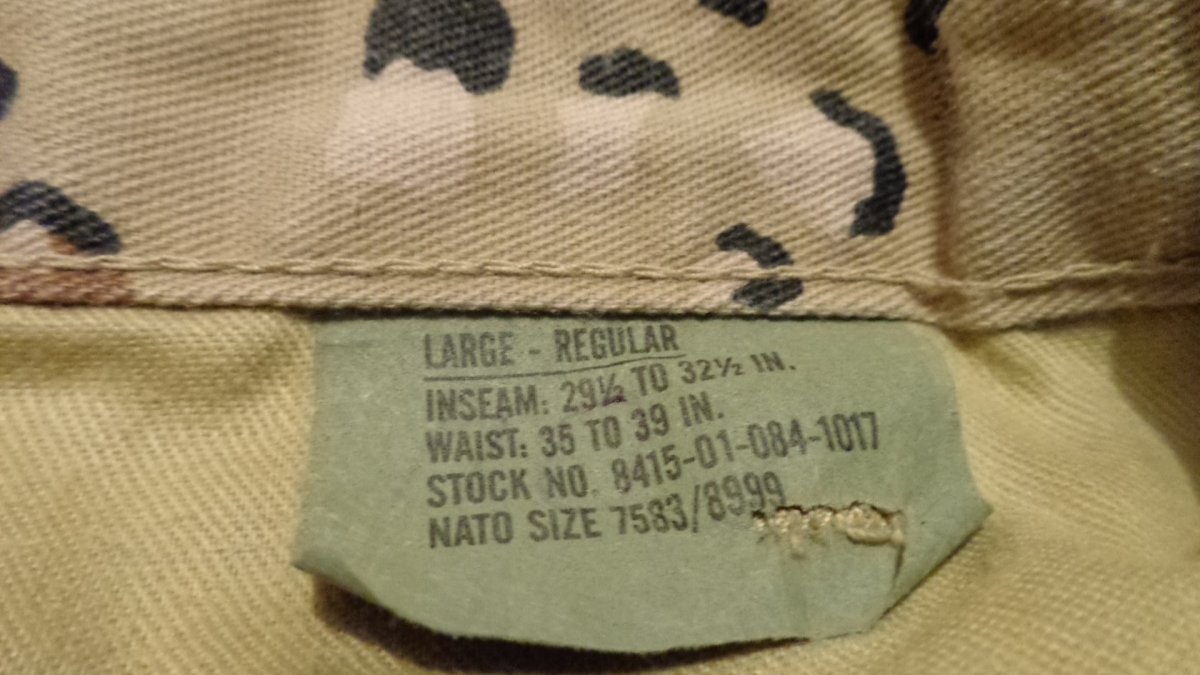 LARGE - REGULAR
INSEAM: 29½ TO 32½ IN.
WAIST: 35 TO 39 IN.
STOCK NO. 8415-01-084-1017
NATO SIZE 7583/8999